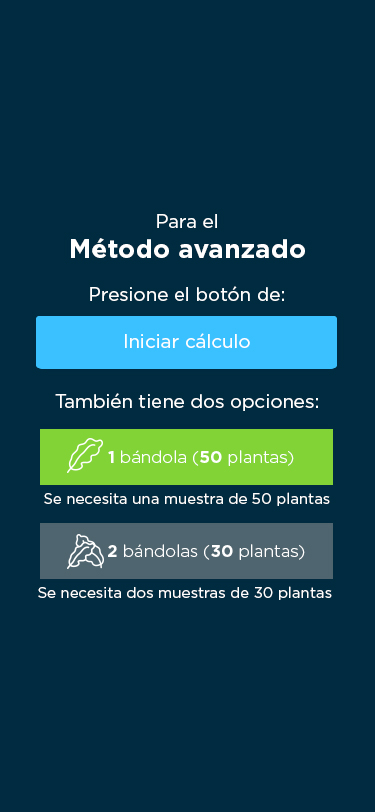 Para el
Método avanzado
Presione el botón de:
Iniciar cálculo
También tiene dos opciones:
1 bándola (50 plantas)
Se necesita una muestra de 50 plantas
2 bándolas (30 plantas)
Se necesita dos muestras de 30 plantas